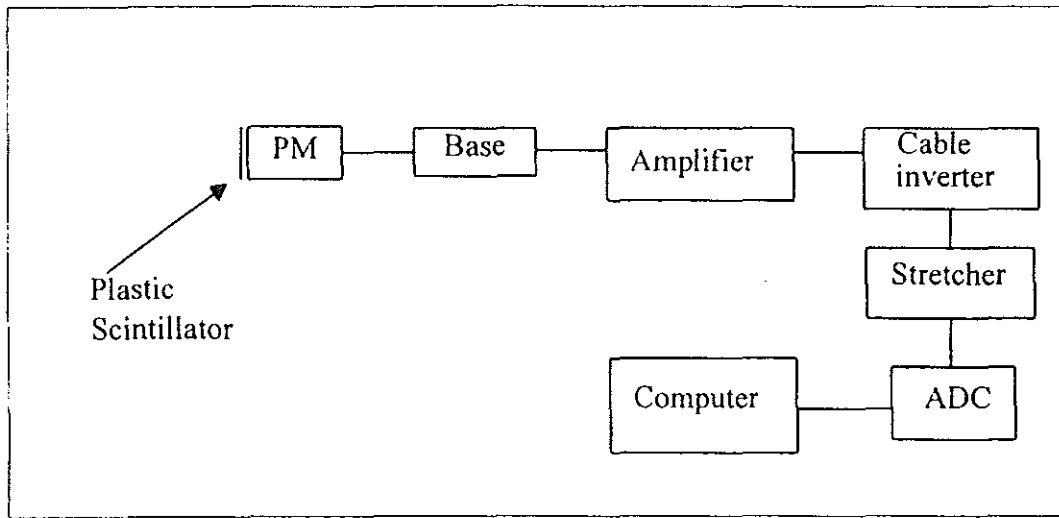 PM
Base
Amplifier
Cable
inverter
Stretcher
Plastic
Scintillator
Computer
ADC